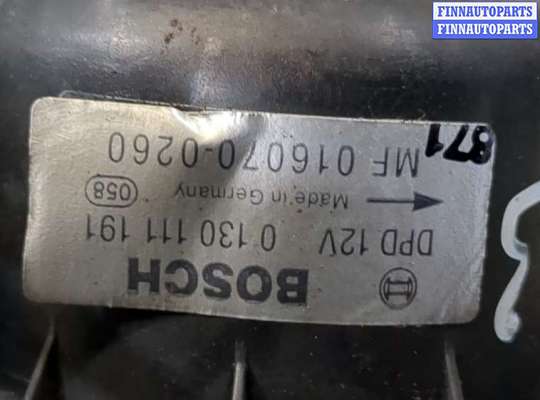 FINNAUTOPARTS
FINNAUTOPARTS
BOSCH
DPD 12V 0 130 111 191
Made in Germany 058
MF 016070-0260
871